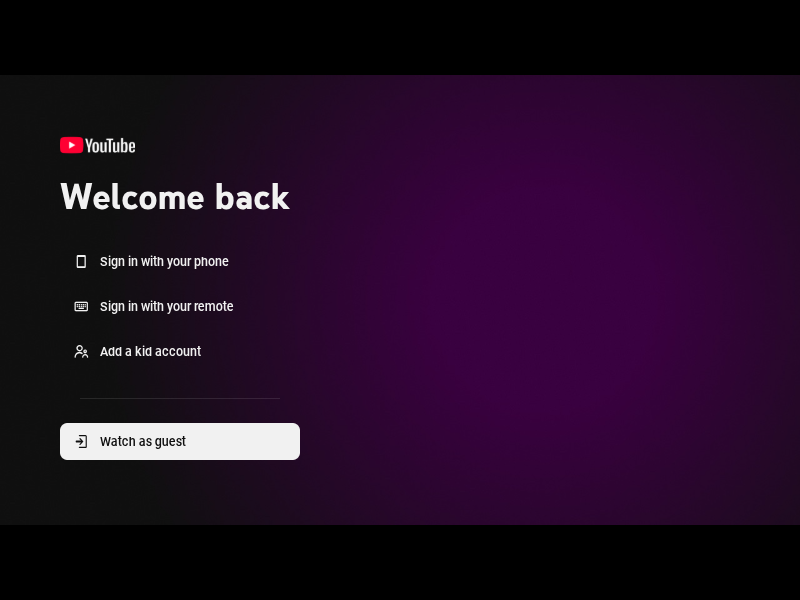 YouTube
Welcome back
Sign in with your phone
Sign in with your remote
Add a kid account
Watch as guest